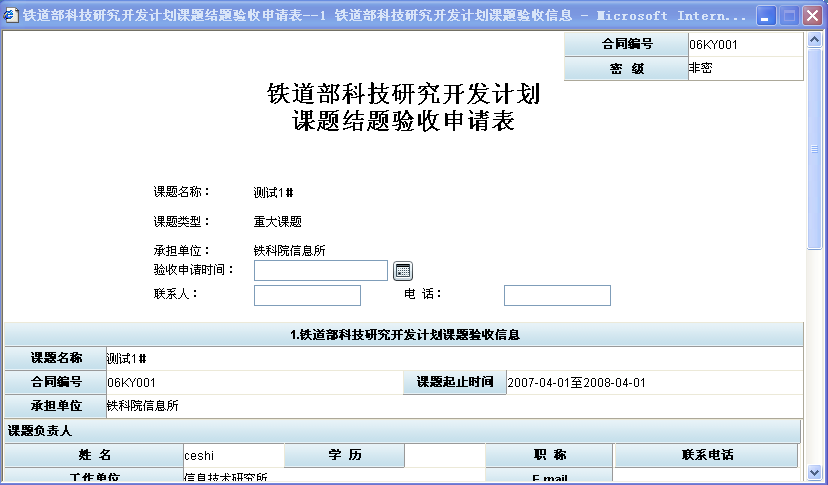 铁道部科技研究开发计划课题结题验收申请表--1 铁道部科技研究开发计划课题验收信息 - Microsoft Intern...
合同编号 06KY001
密 级 非密
铁道部科技研究开发计划
课题结题验收申请表
课题名称： 测试1#
课题类型： 重大课题
承担单位： 铁科院信息所
验收申请时间：
联系人： 电 话：
1.铁道部科技研究开发计划课题验收信息
课题名称 测试1#
合同编号 06KY001 课题起止时间 2007-04-01至2008-04-01
承担单位 铁科院信息所
课题负责人
姓 名 ceshi 学 历 职 称 联系电话
工作单位 信息技术研究所 E-mail